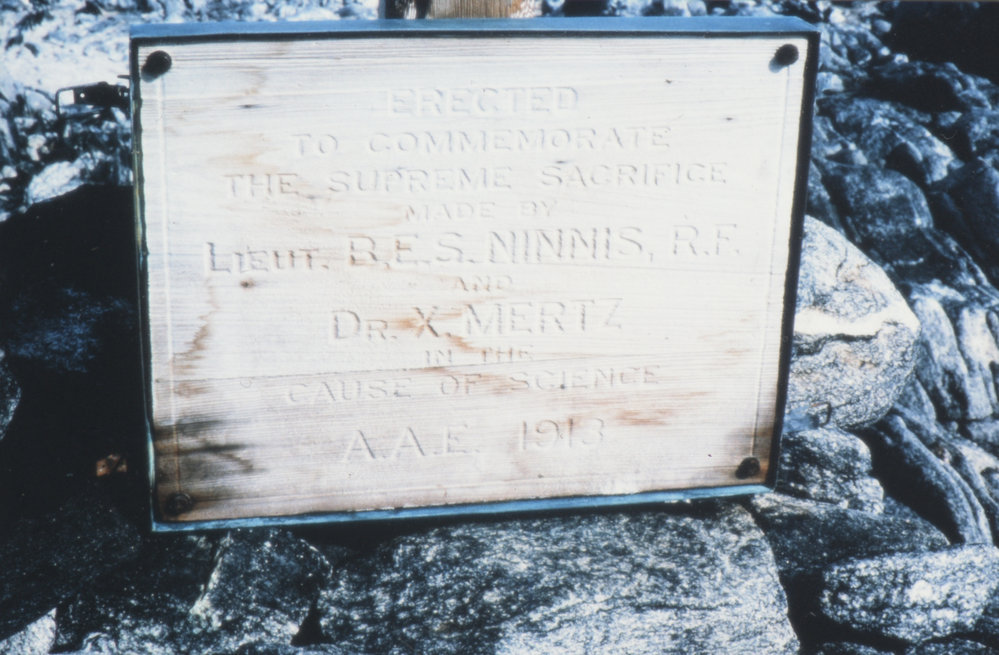 ERECTED
TO COMMEMORATE
THE SUPREME SACRIFICE
MADE BY
LIEUT. B.E.S. NINNIS, R.F.
AND
DR. X. MERTZ
IN THE
CAUSE OF SCIENCE
A.A.E. 1913